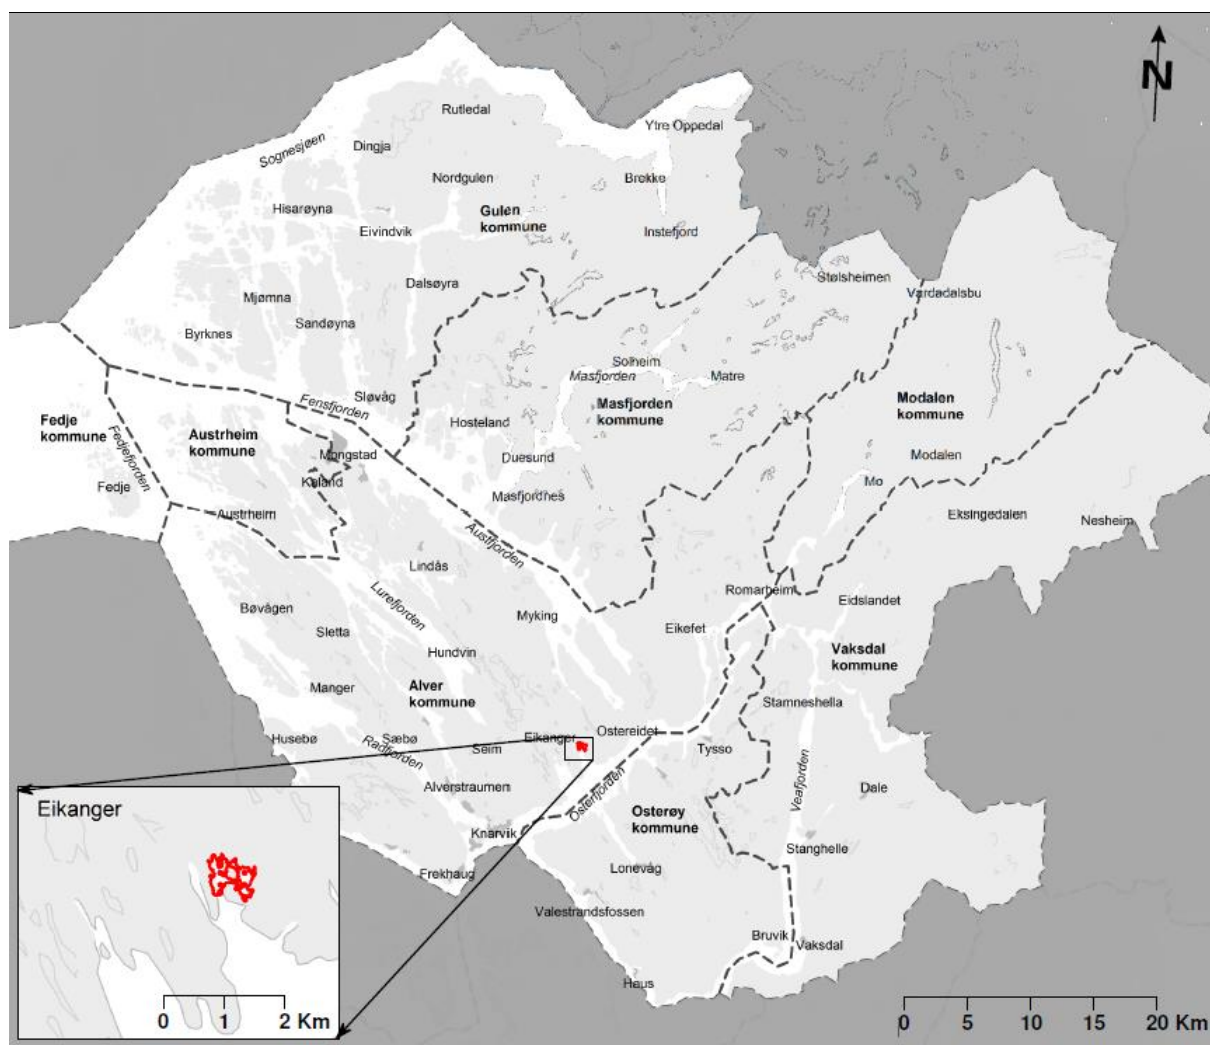 N
Rutledal
Ytre Oppedal
Sognesjøen
Dingja
Nordgulen
Brekke
Hisarøyna
Gulen
kommune
Eivindvik
Instefjord
Dalsøyra
Stølsheimen
Vardadalsbu
Mjømna
Byrknes
Sandøyna
Solheim
Masfjorden
Matre
Sløvåg
Fensfjorden
Masfjorden
kommune
Modalen
kommune
Fedje
kommune
Fedjefjorden
Austrheim
kommune
Hosteland
Mongstad
Duesund
Modalen
Kaland
Mo
Fedje
Masfjordnes
Austrheim
Eksingedalen
Nesheim
Austfjorden
Lindås
Romarheim
Lurefjorden
Eidslandet
Bøvågen
Myking
Sletta
Eikefet
Vaksdal
kommune
Hundvin
Manger
Alver
kommune
Stamneshella
Husebø
Sæbø
Radfjorden
Seim
Eikanger
Ostereidet
Tysso
Alverstraumen
Osterfjorden
Veafjorden
Dale
Osterøy
kommune
Knarvik
Stanghelle
Frekhaug
Lonevåg
Valestrandsfossen
Bruvik
Vaksdal
Haus
Eikanger
0 1 2 Km
0 5 10 15 20 Km